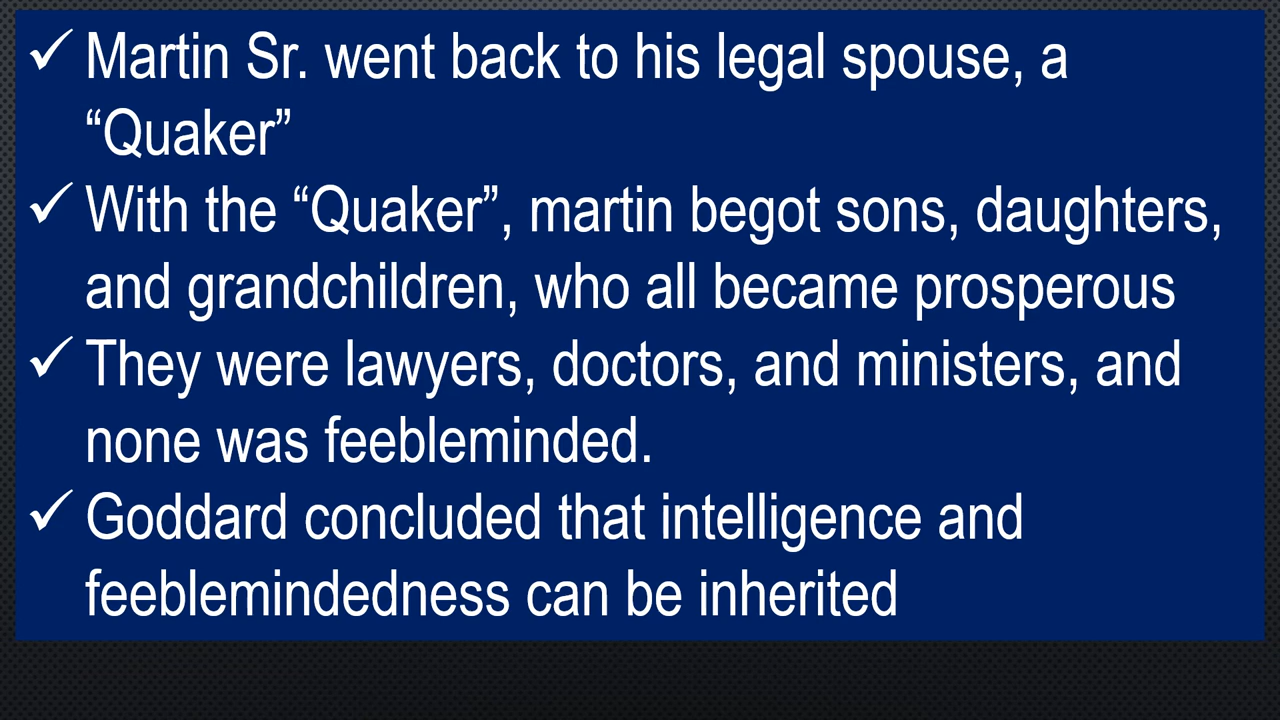 ✓ Martin Sr. went back to his legal spouse, a
“Quaker”
✓ With the “Quaker”, martin begot sons, daughters,
and grandchildren, who all became prosperous
✓ They were lawyers, doctors, and ministers, and
none was feebleminded.
✓ Goddard concluded that intelligence and
feeblemindedness can be inherited